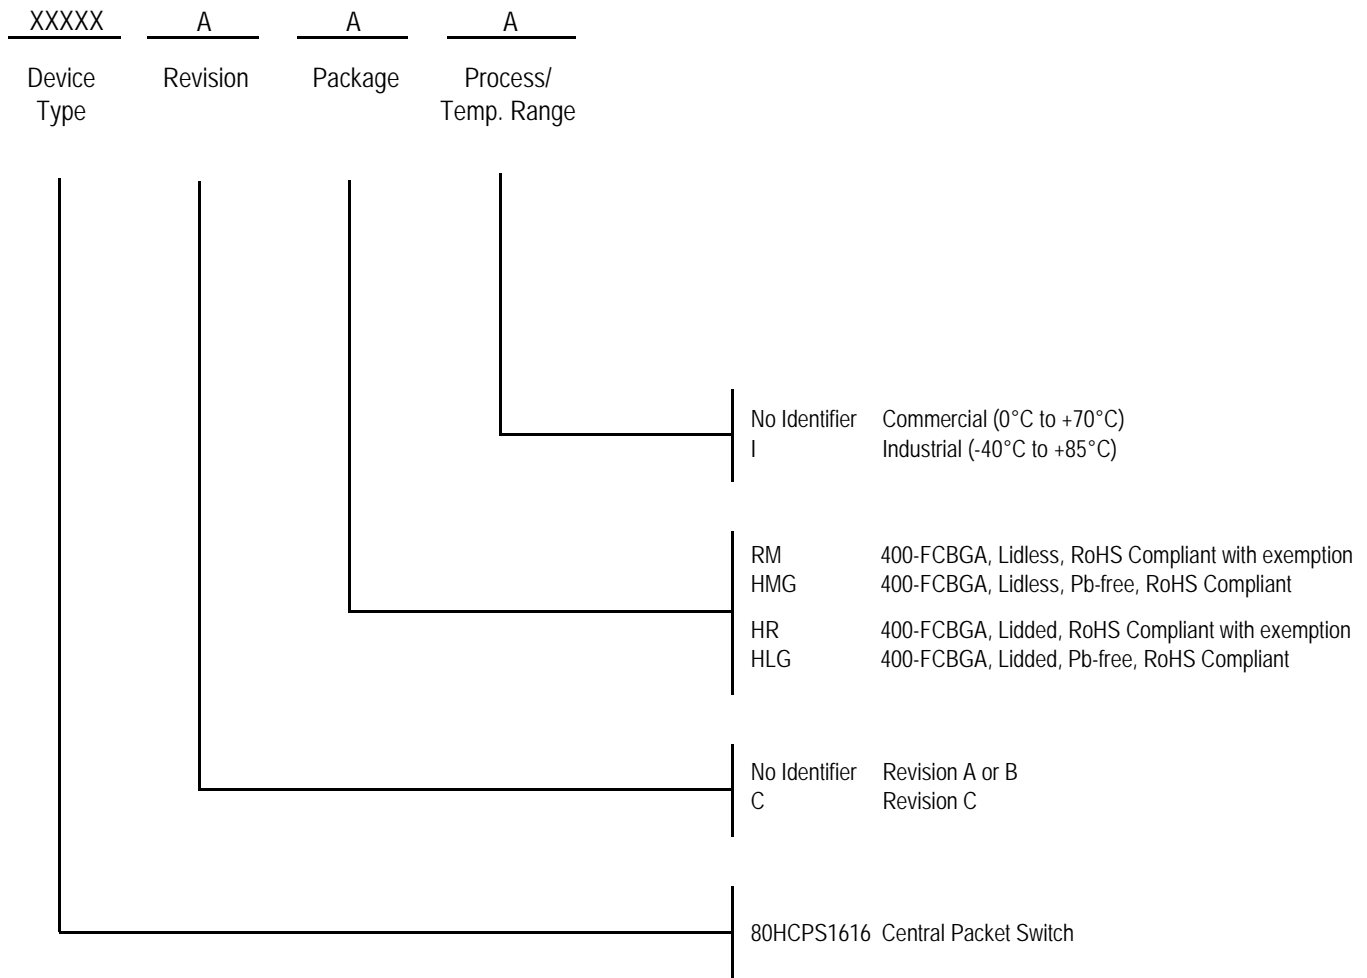 XXXXX A A A
Device Type Revision Package Process/ Temp. Range
No Identifier Commercial (0°C to +70°C)
I Industrial (-40°C to +85°C)
RM 400-FCBGA, Lidless, RoHS Compliant with exemption
HMG 400-FCBGA, Lidless, Pb-free, RoHS Compliant
HR 400-FCBGA, Lidded, RoHS Compliant with exemption
HLG 400-FCBGA, Lidded, Pb-free, RoHS Compliant
No Identifier Revision A or B
C Revision C
80HCPS1616 Central Packet Switch